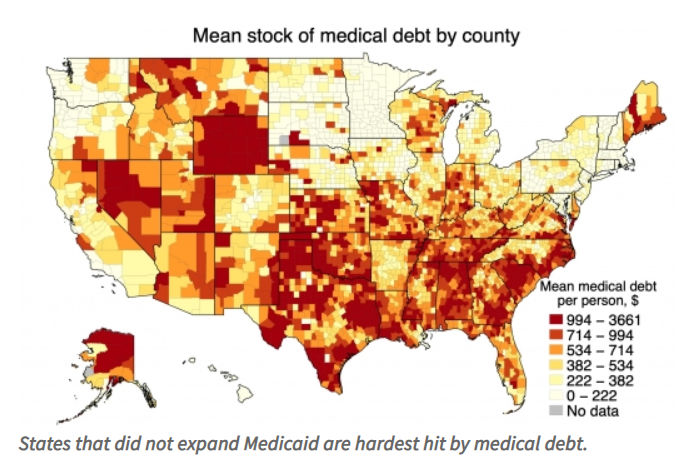 Mean stock of medical debt by county
Mean medical debt
per person, $
994 – 3661
714 – 994
534 – 714
382 – 534
222 – 382
0 – 222
No data
States that did not expand Medicaid are hardest hit by medical debt.